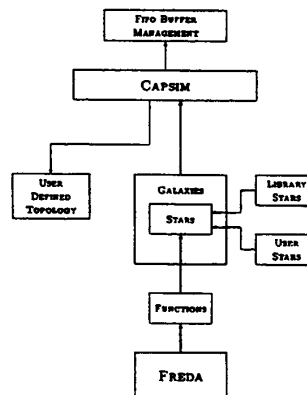 FIFO BUFFER
MANAGEMENT
CAPSIM
USER
DEFINED
TOPOLOGY
GALAXIES
STARS
LIBRARY
STARS
USER
STARS
FUNCTIONS
FREDA